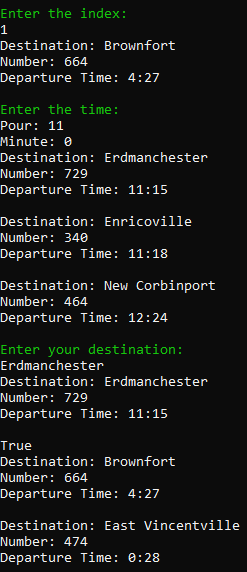 Enter the index:
1
Destination: Brownfort
Number: 664
Departure Time: 4:27
Enter the time:
Pour: 11
Minute: 0
Destination: Erdmanchester
Number: 729
Departure Time: 11:15
Destination: Enricoville
Number: 340
Departure Time: 11:18
Destination: New Corbinport
Number: 464
Departure Time: 12:24
Enter your destination:
Erdmanchester
Destination: Erdmanchester
Number: 729
Departure Time: 11:15
True
Destination: Brownfort
Number: 664
Departure Time: 4:27
Destination: East Vincentville
Number: 474
Departure Time: 0:28